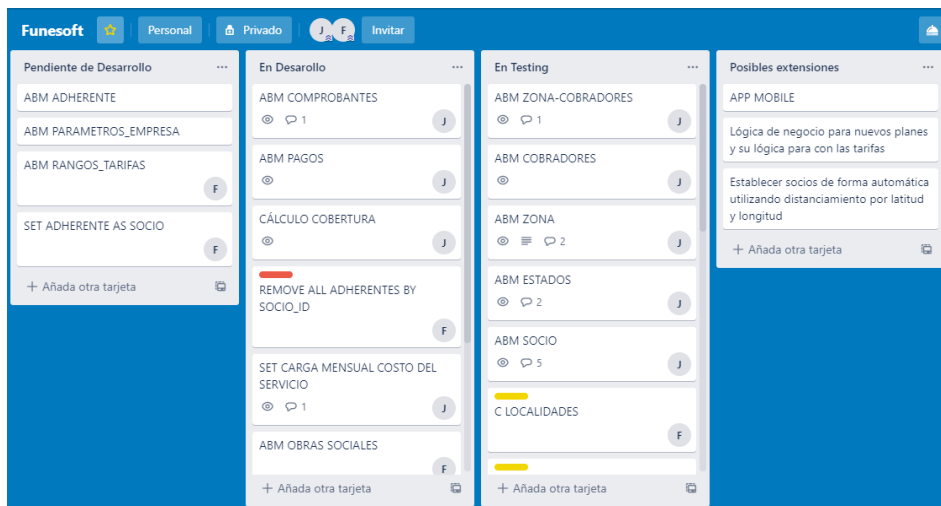 Funesoft
Personal
Privado
J
F
Invitar
Pendiente de Desarrollo
ABM ADHERENTE
ABM PARAMETROS_EMPRESA
ABM RANGOS_TARIFAS
F
SET ADHERENTE AS SOCIO
F
+ Añada otra tarjeta
En Desarollo
ABM COMPROBANTES
1
J
ABM PAGOS
J
CÁLCULO COBERTURA
J
REMOVE ALL ADHERENTES BY
SOCIO_ID
F
SET CARGA MENSUAL COSTO DEL
SERVICIO
1
J
ABM OBRAS SOCIALES
F
+ Añada otra tarjeta
En Testing
ABM ZONA-COBRADORES
1
J
ABM COBRADORES
J
ABM ZONA
2
J
ABM ESTADOS
2
J
ABM SOCIO
5
J
C LOCALIDADES
F
+ Añada otra tarjeta
Posibles extensiones
APP MOBILE
Lógica de negocio para nuevos planes
y su lógica para con las tarifas
Establecer socios de forma automática
utilizando distanciamiento por latitud
y longitud
+ Añada otra tarjeta